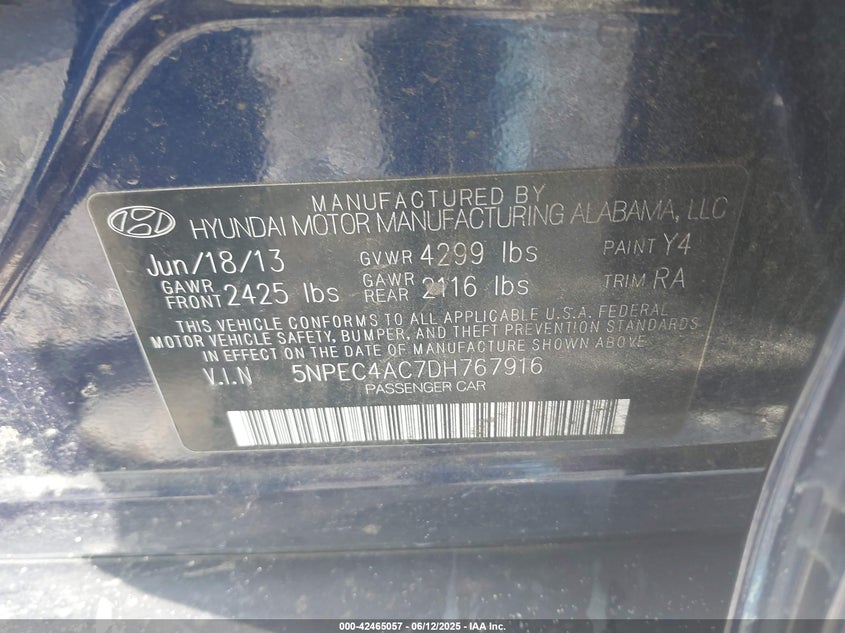 MANUFACTURED BY
HYUNDAI MOTOR MANUFACTURING ALABAMA, LLC
Jun/18/13 GVWR 4299 lbs PAINT Y4
GAWR FRONT 2425 lbs GAWR REAR 2116 lbs TRIM RA
THIS VEHICLE CONFORMS TO ALL APPLICABLE U.S.A. FEDERAL
MOTOR VEHICLE SAFETY, BUMPER, AND THEFT PREVENTION STANDARDS
IN EFFECT ON THE DATE OF MANUFACTURE SHOWN ABOVE.
V.I.N 5NPEC4AC7DH767916
PASSENGER CAR
000-42465057 - 06/12/2025 - IAA Inc.